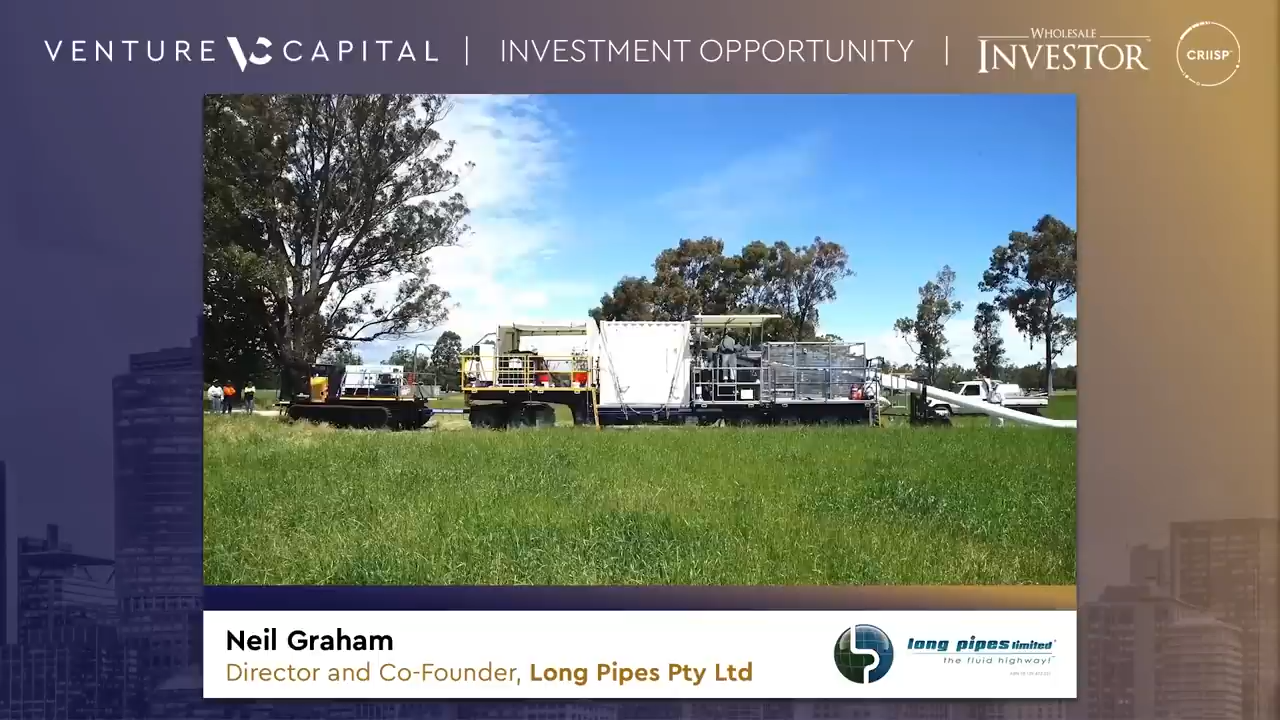 VENTURE VC CAPITAL | INVESTMENT OPPORTUNITY | WHOLESALE INVESTOR
CRIISP
Neil Graham
Director and Co-Founder, Long Pipes Pty Ltd
long pipes limited
the fluid highway!